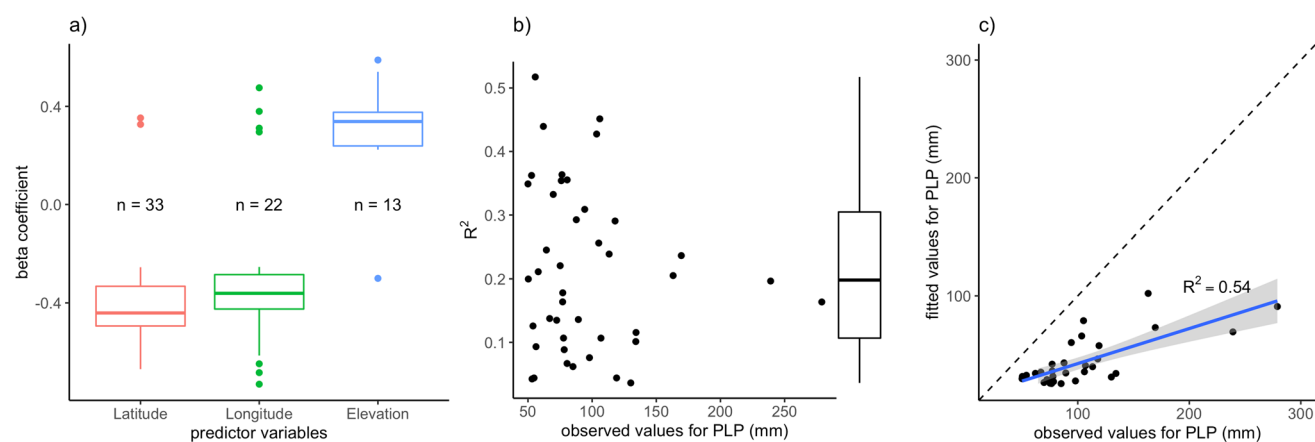 a)
beta coefficient
0.4
0.0
-0.4
n = 33
n = 22
n = 13
Latitude
Longitude
Elevation
predictor variables
b)
R²
0.5
0.4
0.3
0.2
0.1
50
100
150
200
250
observed values for PLP (mm)
c)
fitted values for PLP (mm)
300
200
100
R² = 0.54
100
200
300
observed values for PLP (mm)